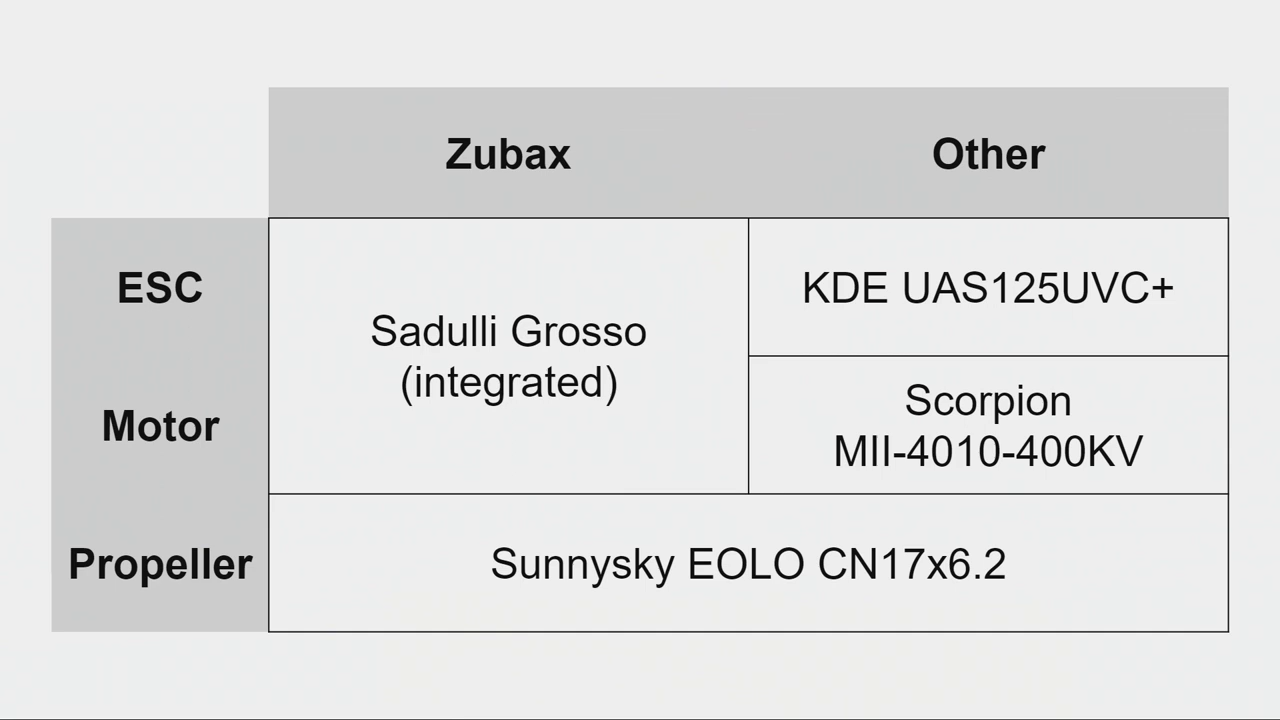 Zubax
Other
ESC
Sadulli Grosso
(integrated)
KDE UAS125UVC+
Motor
Scorpion
MII-4010-400KV
Propeller
Sunnysky EOLO CN17x6.2